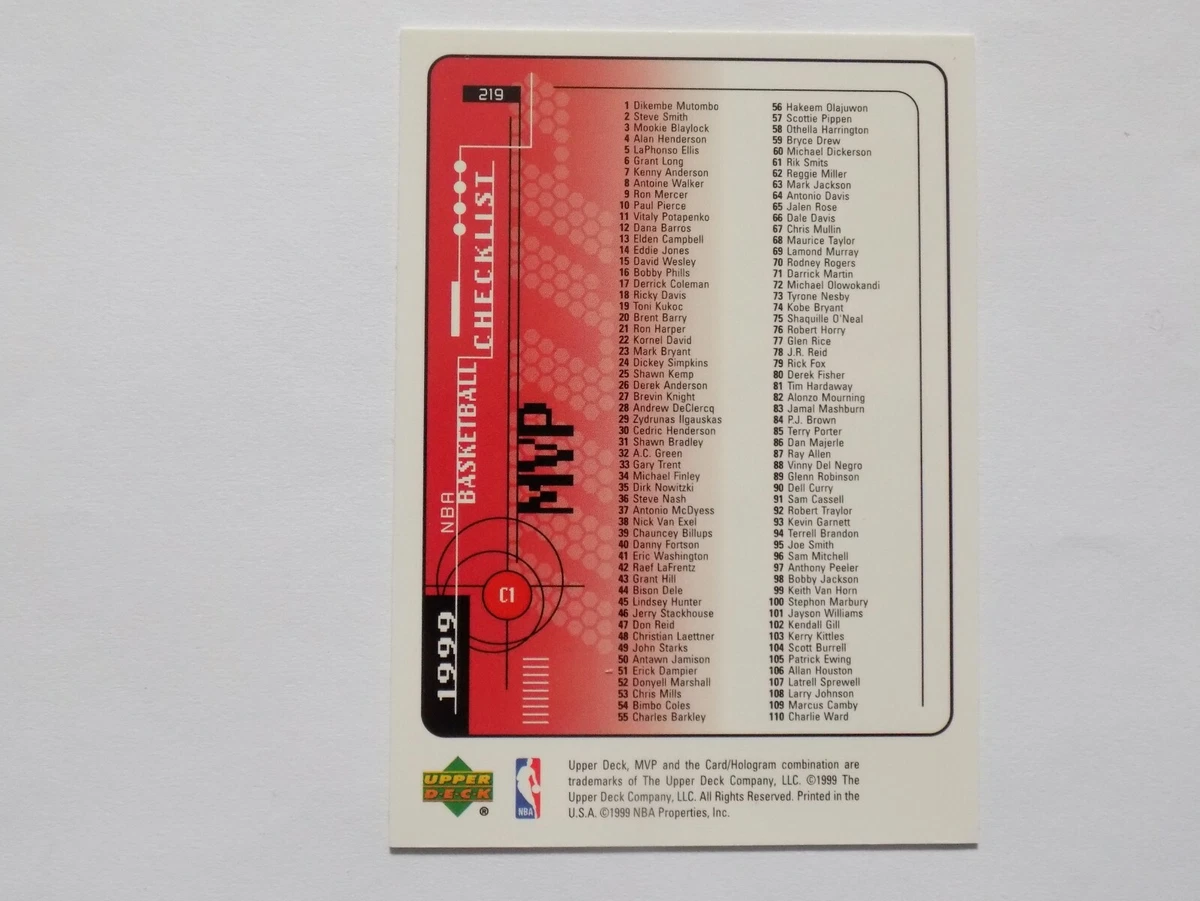 219
1999
NBA
BASKETBALL
CHECKLIST
MVP
C1
1 Dikembe Mutombo
2 Steve Smith
3 Mookie Blaylock
4 Alan Henderson
5 LaPhonso Ellis
6 Grant Long
7 Kenny Anderson
8 Antoine Walker
9 Ron Mercer
10 Paul Pierce
11 Vitaly Potapenko
12 Dana Barros
13 Elden Campbell
14 Eddie Jones
15 David Wesley
16 Bobby Phills
17 Derrick Coleman
18 Ricky Davis
19 Toni Kukoc
20 Brent Barry
21 Ron Harper
22 Kornel David
23 Mark Bryant
24 Dickey Simpkins
25 Shawn Kemp
26 Derek Anderson
27 Brevin Knight
28 Andrew DeClercq
29 Zydrunas Ilgauskas
30 Cedric Henderson
31 Shawn Bradley
32 A.C. Green
33 Gary Trent
34 Michael Finley
35 Dirk Nowitzki
36 Steve Nash
37 Antonio McDyess
38 Nick Van Exel
39 Chauncey Billups
40 Danny Fortson
41 Eric Washington
42 Raef LaFrentz
43 Grant Hill
44 Bison Dele
45 Lindsey Hunter
46 Jerry Stackhouse
47 Don Reid
48 Christian Laettner
49 John Starks
50 Antawn Jamison
51 Erick Dampier
52 Donyell Marshall
53 Chris Mills
54 Bimbo Coles
55 Charles Barkley
56 Hakeem Olajuwon
57 Scottie Pippen
58 Othella Harrington
59 Bryce Drew
60 Michael Dickerson
61 Rik Smits
62 Reggie Miller
63 Mark Jackson
64 Antonio Davis
65 Jalen Rose
66 Dale Davis
67 Chris Mullin
68 Maurice Taylor
69 Lamond Murray
70 Rodney Rogers
71 Darrick Martin
72 Michael Olowokandi
73 Tyrone Nesby
74 Kobe Bryant
75 Shaquille O'Neal
76 Robert Horry
77 Glen Rice
78 J.R. Reid
79 Rick Fox
80 Derek Fisher
81 Tim Hardaway
82 Alonzo Mourning
83 Jamal Mashburn
84 P.J. Brown
85 Terry Porter
86 Dan Majerle
87 Ray Allen
88 Vinny Del Negro
89 Glenn Robinson
90 Dell Curry
91 Sam Cassell
92 Robert Traylor
93 Kevin Garnett
94 Terrell Brandon
95 Joe Smith
96 Sam Mitchell
97 Anthony Peeler
98 Bobby Jackson
99 Keith Van Horn
100 Stephon Marbury
101 Jayson Williams
102 Kendall Gill
103 Kerry Kittles
104 Scott Burrell
105 Patrick Ewing
106 Allan Houston
107 Latrell Sprewell
108 Larry Johnson
109 Marcus Camby
110 Charlie Ward
UPPER
D·E·C·K ®
NBA
Upper Deck, MVP and the Card/Hologram combination are
trademarks of The Upper Deck Company, LLC. ©1999 The
Upper Deck Company, LLC. All Rights Reserved. Printed in the
U.S.A. ©1999 NBA Properties, Inc.